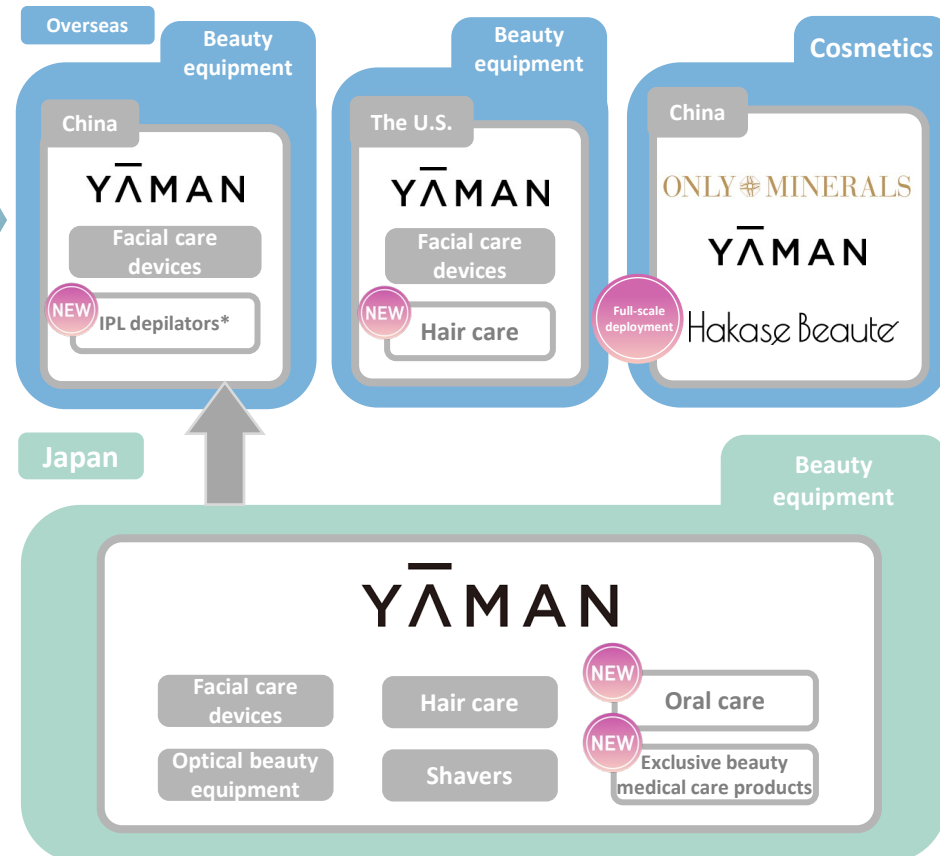 Overseas
Beauty
equipment
China
YĀMAN
Facial care
devices
NEW
IPL depilators*
Beauty
equipment
The U.S.
YĀMAN
Facial care
devices
NEW
Hair care
Cosmetics
China
ONLY MINERALS
YĀMAN
Full-scale
deployment
Hakase Beauté
Japan
Beauty
equipment
YĀMAN
Facial care
devices
Hair care
NEW
Oral care
Optical beauty
equipment
Shavers
NEW
Exclusive beauty
medical care products